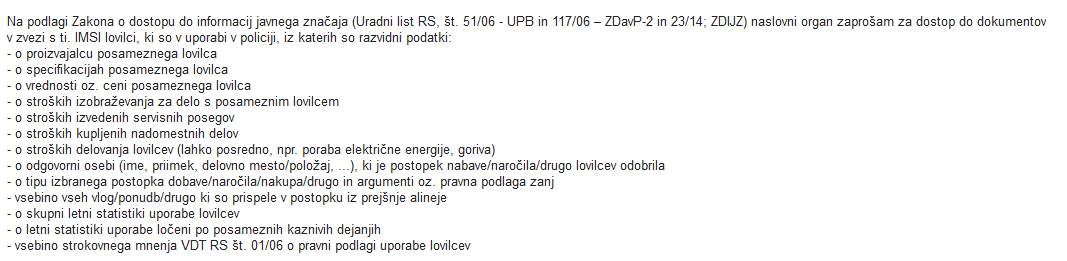 Na podlagi Zakona o dostopu do informacij javnega značaja (Uradni list RS, št. 51/06 - UPB in 117/06 – ZDavP-2 in 23/14; ZDIJZ) naslovni organ zaprošam za dostop do dokumentov
v zvezi s ti. IMSI lovilci, ki so v uporabi v policiji, iz katerih so razvidni podatki:
- o proizvajalcu posameznega lovilca
- o specifikacijah posameznega lovilca
- o vrednosti oz. ceni posameznega lovilca
- o stroških izobraževanja za delo s posameznim lovilcem
- o stroških izvedenih servisnih posegov
- o stroških kupljenih nadomestnih delov
- o stroških delovanja lovilcev (lahko posredno, npr. poraba električne energije, goriva)
- o odgovorni osebi (ime, priimek, delovno mesto/položaj, ...), ki je postopek nabave/naročila/drugo lovilcev odobrila
- o tipu izbranega postopka dobave/naročila/nakupa/drugo in argumenti oz. pravna podlaga zanj
- vsebino vseh vlog/ponudb/drugo ki so prispele v postopku iz prejšnje alineje
- o skupni letni statistiki uporabe lovilcev
- o letni statistiki uporabe ločeni po posameznih kaznivih dejanjih
- vsebino strokovnega mnenja VDT RS št. 01/06 o pravni podlagi uporabe lovilcev